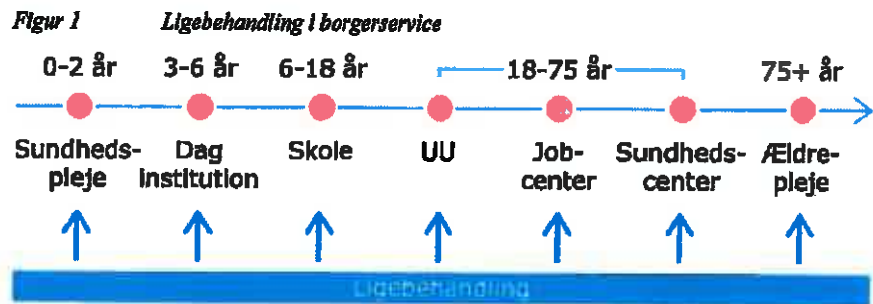 Figur 1 Ligebehandling i borgerservice
0-2 år 3-6 år 6-18 år 18-75 år 75+ år
Sundheds- Dag Skole UU Job- Sundheds- Ældre-
pleje institution center center pleje
Ligebehandling